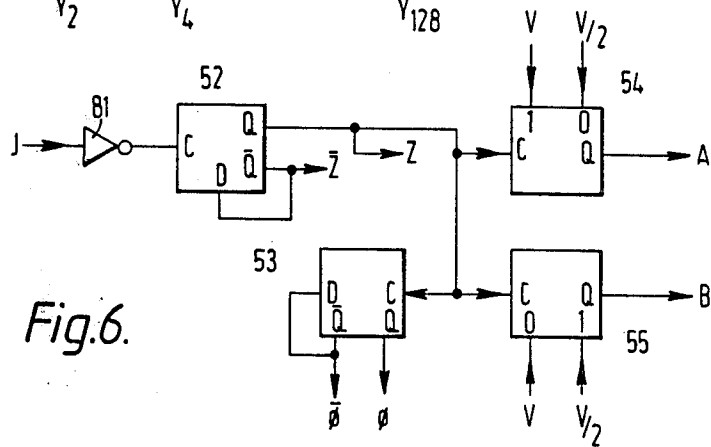 Y2 Y4 Y128
V V/2
52 54
81
J C Q D Q̅ Z̅ Z
1 0 C Q A
53
D Q̅ C Q
C Q 0 1 B
55
Fig.6.
ø̅ ø V V/2